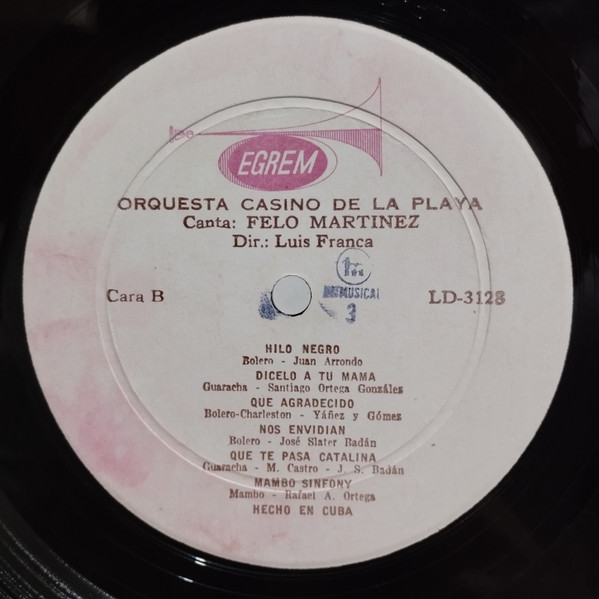 EGREM
ORQUESTA CASINO DE LA PLAYA
Canta: FELO MARTINEZ
Dir.: Luis Franca
MUSICAL
3
Cara B
LD-3128
HILO NEGRO
Bolero - Juan Arrondo
DICELO A TU MAMA
Guaracha - Santiago Ortega González
QUE AGRADECIDO
Bolero-Charleston - Yáñez y Gómez
NOS ENVIDIAN
Bolero - José Slater Radán
QUE TE PASA CATALINA
Guaracha - M. Castro - J. S. Badán
MAMBO SINFONY
Mambo - Rafael A. Ortega
HECHO EN CUBA